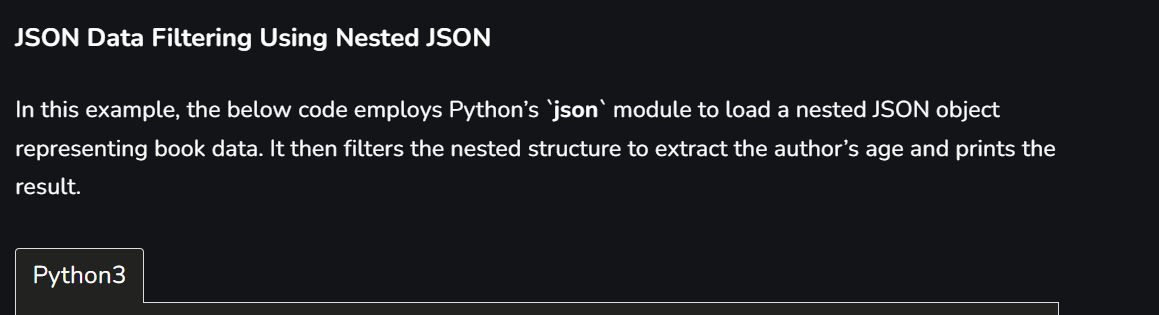 JSON Data Filtering Using Nested JSON
In this example, the below code employs Python’s `json` module to load a nested JSON object
representing book data. It then filters the nested structure to extract the author’s age and prints the
result.
Python3